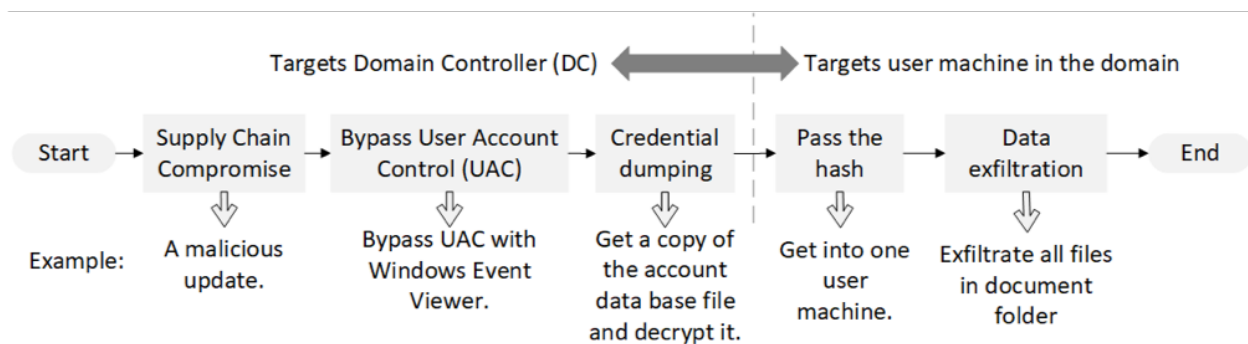 Targets Domain Controller (DC)
Targets user machine in the domain
Start
Supply Chain
Compromise
Bypass User Account
Control (UAC)
Credential
dumping
Pass the
hash
Data
exfiltration
End
Example:
A malicious
update.
Bypass UAC with
Windows Event
Viewer.
Get a copy of
the account
data base file
and decrypt it.
Get into one
user
machine.
Exfiltrate all files
in document
folder